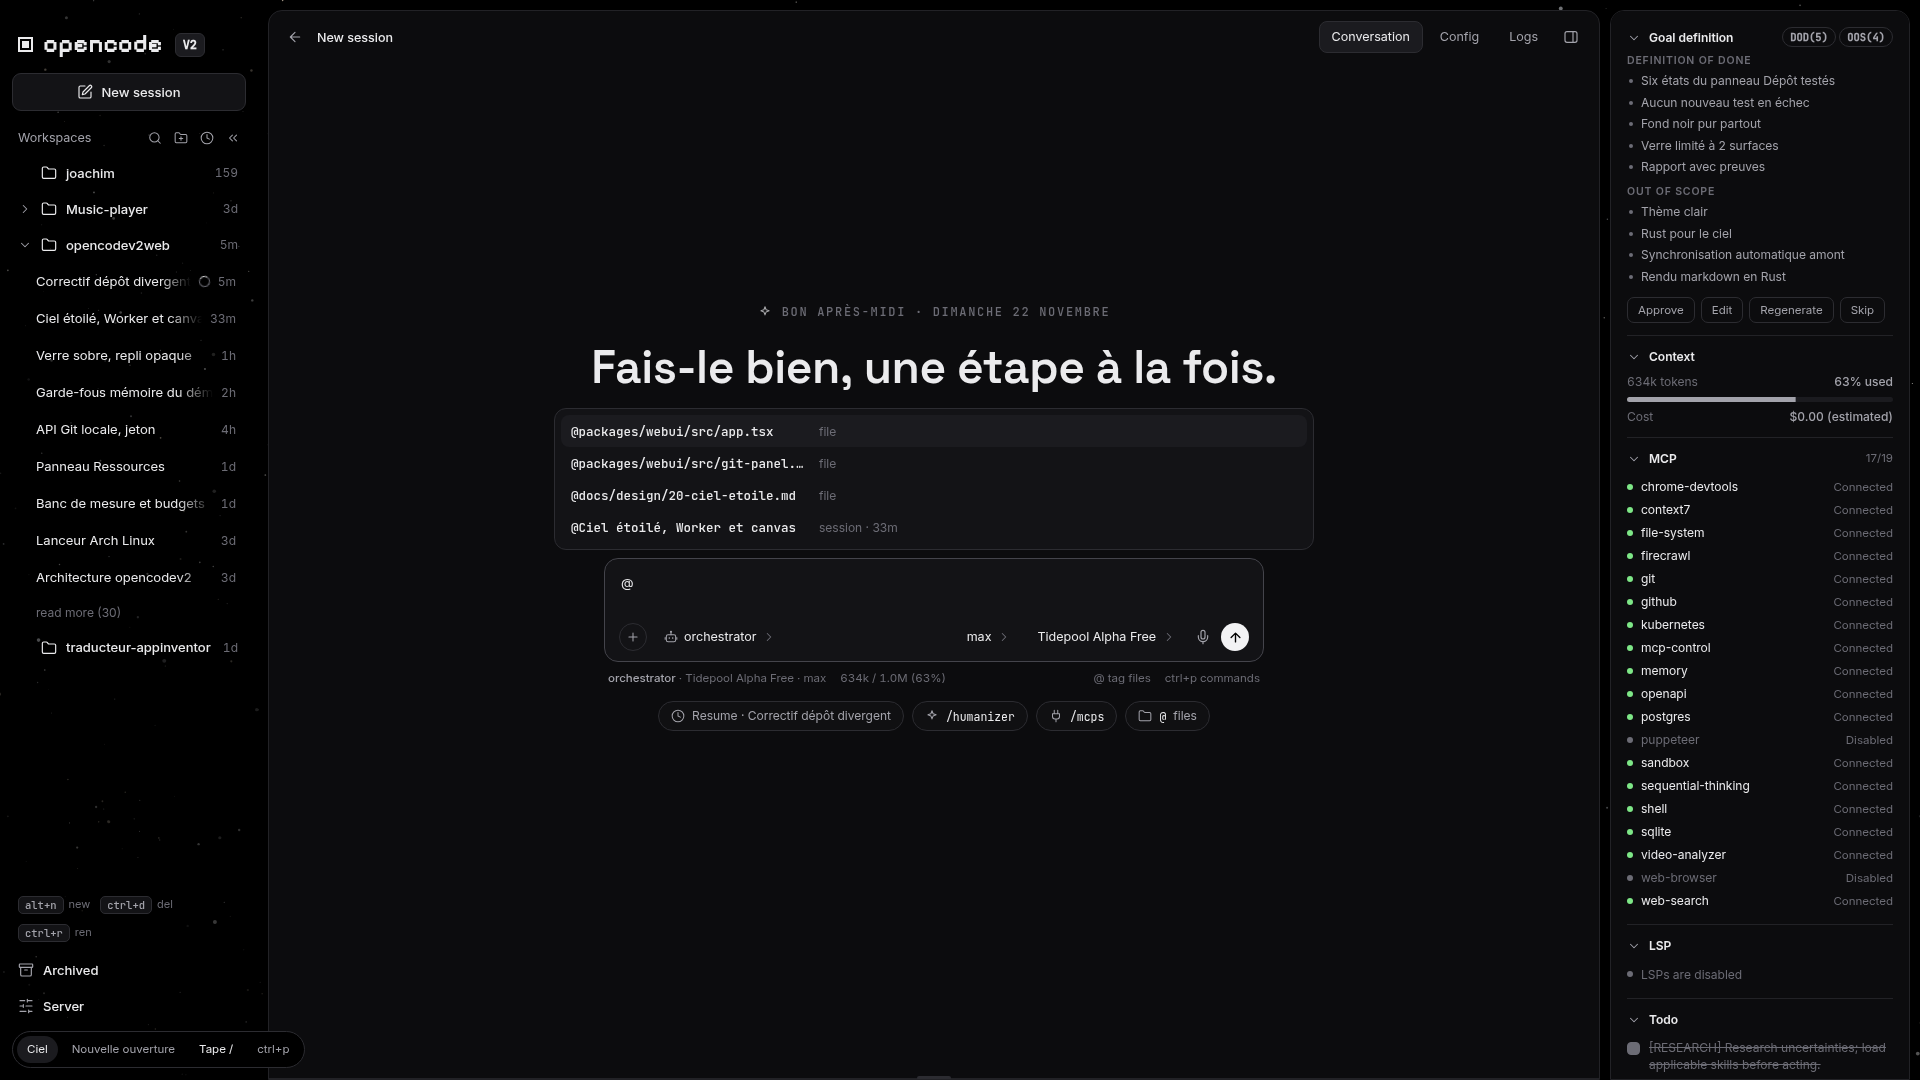 opencode V2
New session
Workspaces
joachim 159
Music-player 3d
opencodev2web 5m
Correctif dépôt divergent 5m
Ciel étoilé, Worker et canva 33m
Verre sobre, repli opaque 1h
Garde-fous mémoire du dém 2h
API Git locale, jeton 4h
Panneau Ressources 1d
Banc de mesure et budgets 1d
Lanceur Arch Linux 3d
Architecture opencodev2 3d
read more (30)
traducteur-appinventor 1d
alt+n new ctrl+d del
ctrl+r ren
Archived
Server
Ciel Nouvelle ouverture Tape / ctrl+p
New session
Conversation Config Logs
BON APRÈS-MIDI · DIMANCHE 22 NOVEMBRE
Fais-le bien, une étape à la fois.
@packages/webui/src/app.tsx file
@packages/webui/src/git-panel.… file
@docs/design/20-ciel-etoile.md file
@Ciel étoilé, Worker et canvas session · 33m
@
orchestrator max Tidepool Alpha Free
orchestrator · Tidepool Alpha Free · max 634k / 1.0M (63%) @ tag files ctrl+p commands
Resume · Correctif dépôt divergent /humanizer /mcps @ files
Goal definition DOD(5) OOS(4)
DEFINITION OF DONE
• Six états du panneau Dépôt testés
• Aucun nouveau test en échec
• Fond noir pur partout
• Verre limité à 2 surfaces
• Rapport avec preuves
OUT OF SCOPE
• Thème clair
• Rust pour le ciel
• Synchronisation automatique amont
• Rendu markdown en Rust
Approve Edit Regenerate Skip
Context
634k tokens 63% used
Cost $0.00 (estimated)
MCP 17/19
chrome-devtools Connected
context7 Connected
file-system Connected
firecrawl Connected
git Connected
github Connected
kubernetes Connected
mcp-control Connected
memory Connected
openapi Connected
postgres Connected
puppeteer Disabled
sandbox Connected
sequential-thinking Connected
shell Connected
sqlite Connected
video-analyzer Connected
web-browser Disabled
web-search Connected
LSP
LSPs are disabled
Todo
[RESEARCH] Research uncertainties; load
applicable skills before acting.